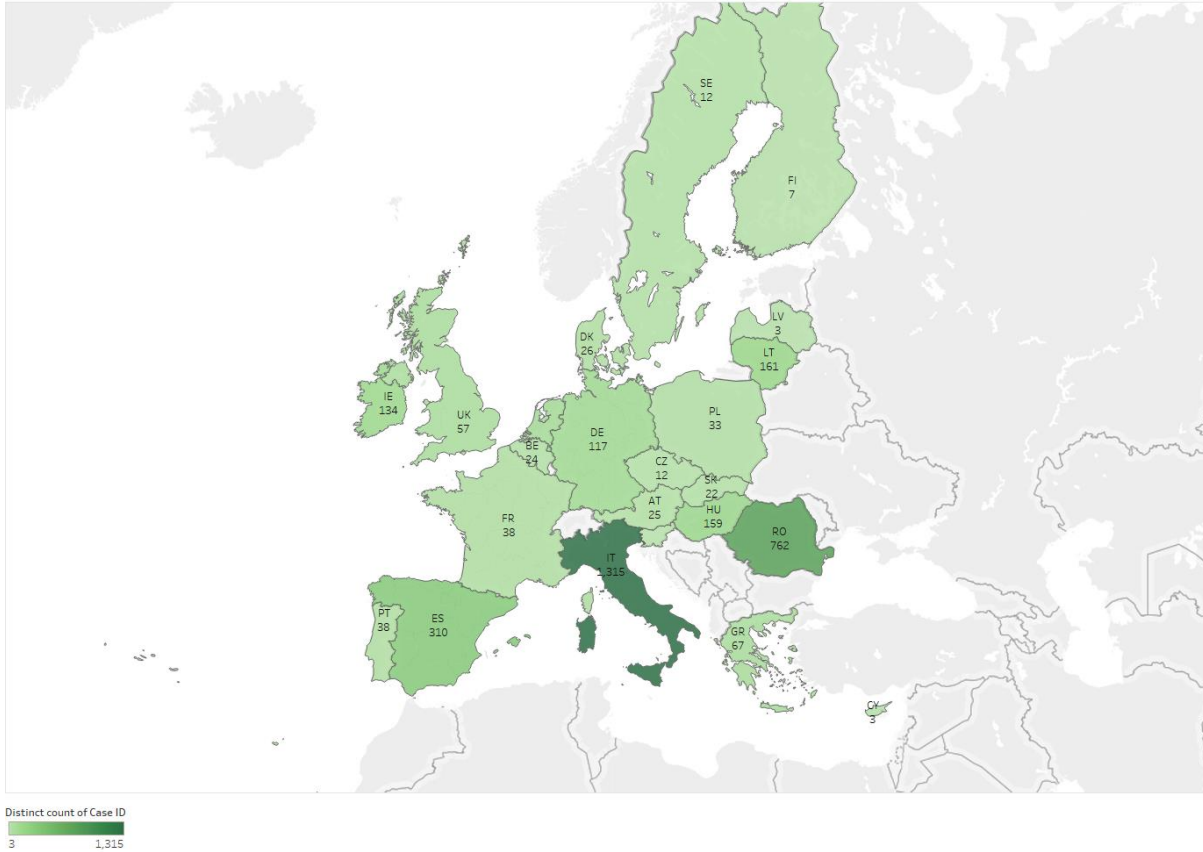 SE
12
FI
7
LV
3
DK
26
LT
161
IE
134
UK
57
PL
33
DE
117
BE
24
CZ
12
SK
22
AT
25
HU
159
FR
38
RO
762
IT
1,315
PT
38
ES
310
GR
67
CY
3
Distinct count of Case ID
3 1,315